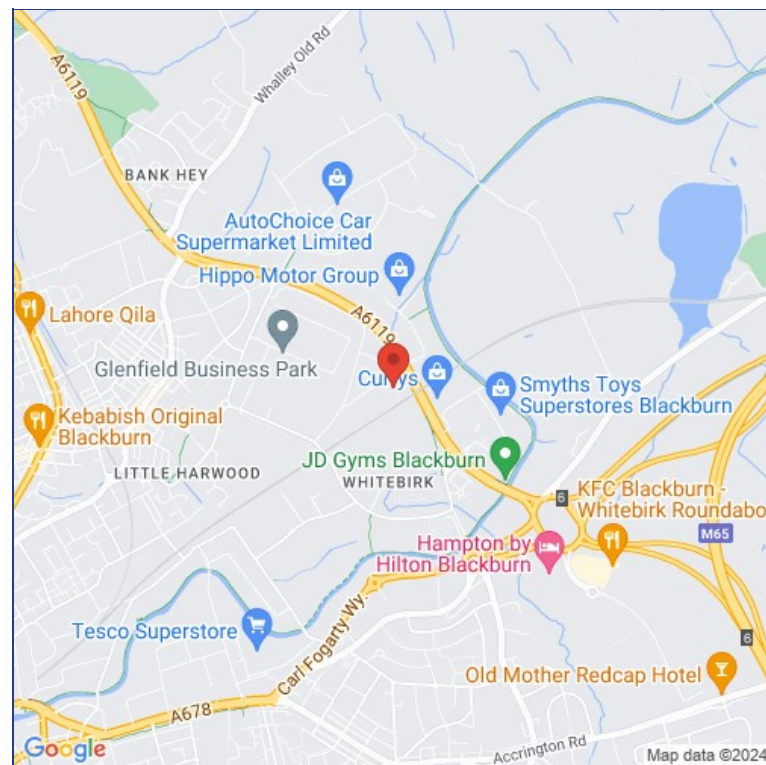 A6119
Whalley Old Rd
BANK HEY
AutoChoice Car
Supermarket Limited
Hippo Motor Group
Lahore Qila
A6119
Glenfield Business Park
Currys
Smyths Toys
Superstores Blackburn
Kebabish Original
Blackburn
LITTLE HARWOOD
JD Gyms Blackburn
WHITEBIRK
6
KFC Blackburn -
Whitebirk Roundabo
M65
Hampton by
Hilton Blackburn
Carl Fogarty Wy.
Tesco Superstore
6
Old Mother Redcap Hotel
A678
Accrington Rd
Google
Map data ©2024